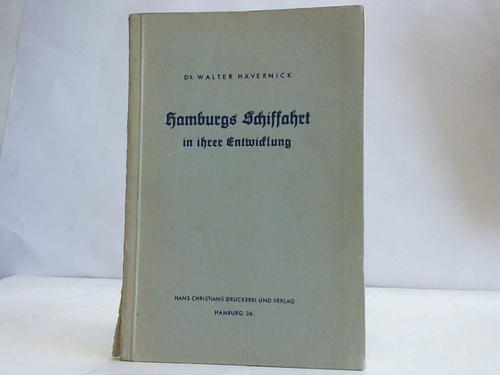 Dr. WALTER HÄVERNICK
Hamburgs Schiffahrt
in ihrer Entwicklung
HANS CHRISTIANS DRUCKEREI UND VERLAG
HAMBURG 36